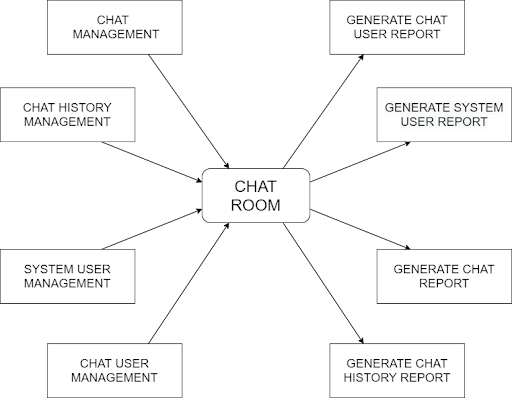 CHAT
MANAGEMENT
GENERATE CHAT
USER REPORT
CHAT HISTORY
MANAGEMENT
GENERATE SYSTEM
USER REPORT
CHAT
ROOM
SYSTEM USER
MANAGEMENT
GENERATE CHAT
REPORT
CHAT USER
MANAGEMENT
GENERATE CHAT
HISTORY REPORT